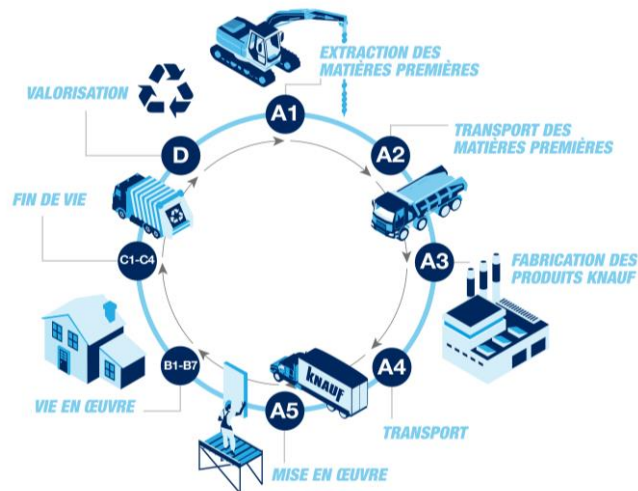 EXTRACTION DES
MATIÈRES PREMIÈRES
A1
TRANSPORT DES
MATIÈRES PREMIÈRES
A2
FABRICATION DES
PRODUITS KNAUF
A3
A4
TRANSPORT
KNAUF
A5
MISE EN ŒUVRE
B1-B7
VIE EN ŒUVRE
C1-C4
FIN DE VIE
D
VALORISATION